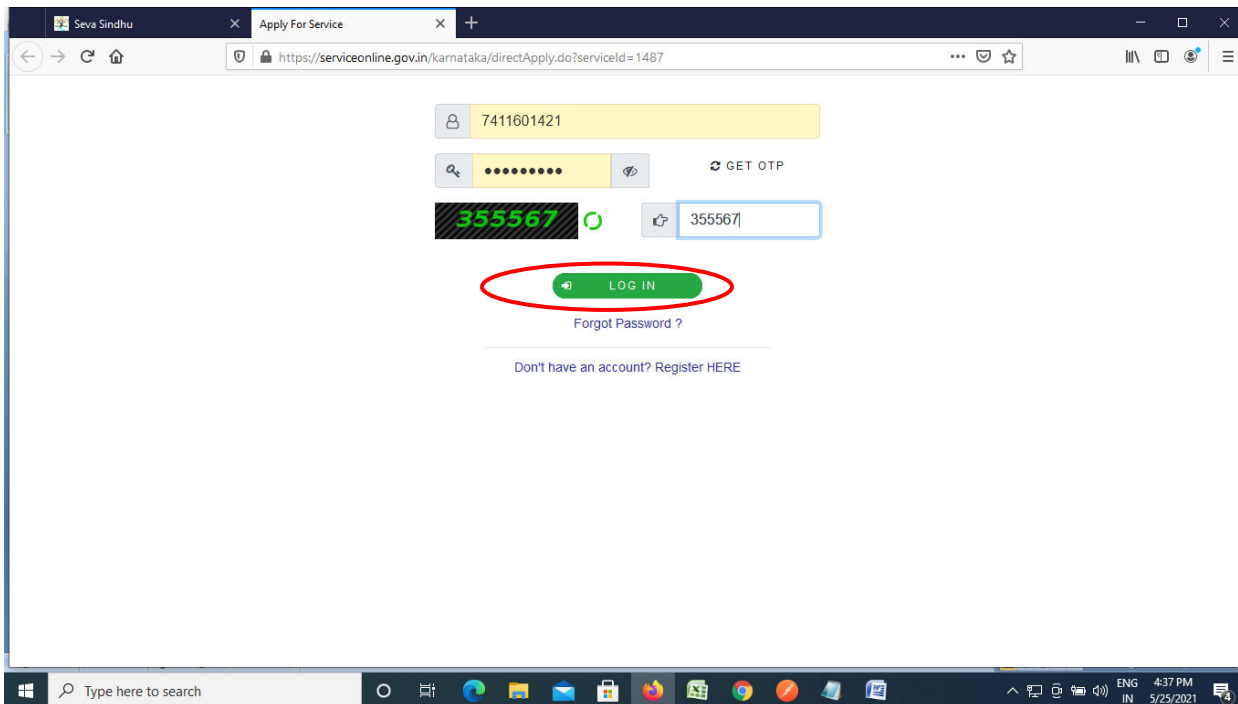 Seva Sindhu
Apply For Service
https://serviceonline.gov.in/karnataka/directApply.do?serviceId=1487
7411601421
•••••••••
GET OTP
355567
355567
LOG IN
Forgot Password ?
Don't have an account? Register HERE
Type here to search
ENG
IN
4:37 PM
5/25/2021
4